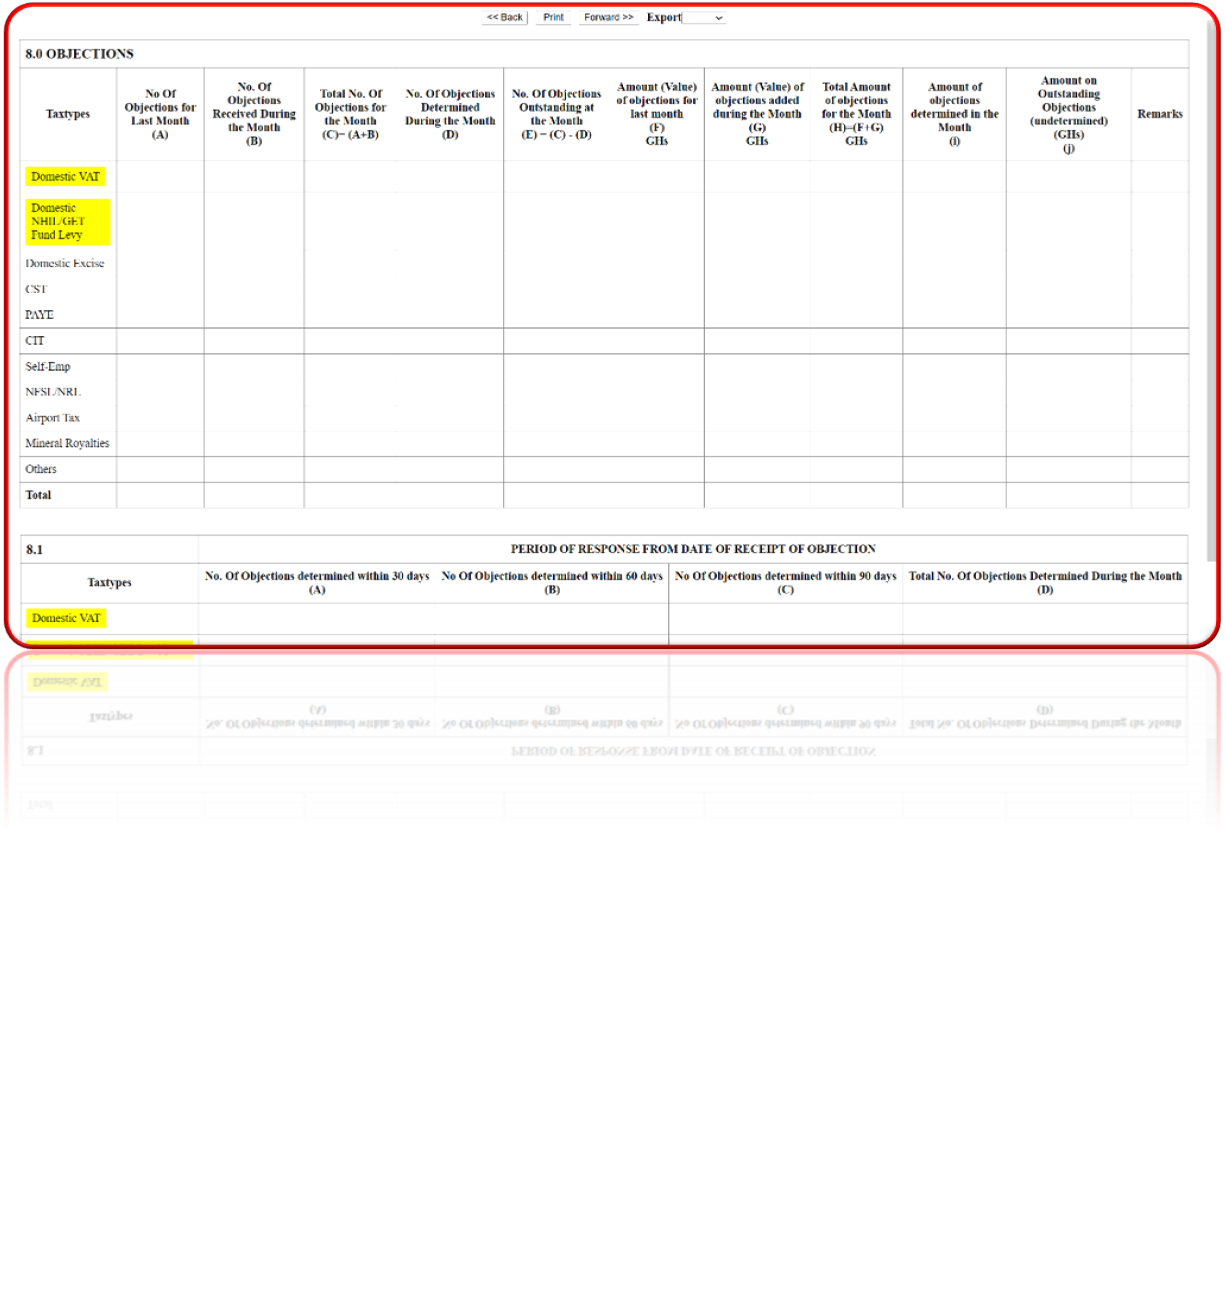 << Back Print Forward >> Export
8.0 OBJECTIONS
Taxtypes
No Of
Objections for
Last Month
(A)
No. Of
Objections
Received During
the Month
(B)
Total No. Of
Objections for
the Month
(C)= (A+B)
No. Of Objections
Determined
During the Month
(D)
No. Of Objections
Outstanding at
the Month
(E) = (C) - (D)
Amount (Value)
of objections for
last month
(F)
GHs
Amount (Value) of
objections added
during the Month
(G)
GHs
Total Amount
of objections
for the Month
(H)=(F+G)
GHs
Amount of
objections
determined in the
Month
(i)
Amount on
Outstanding
Objections
(undetermined)
(GHs)
(j)
Remarks
Domestic VAT
Domestic
NHIL/GET
Fund Levy
Domestic Excise
CST
PAYE
CIT
Self-Emp
NFSL/NRL
Airport Tax
Mineral Royalties
Others
Total
8.1 PERIOD OF RESPONSE FROM DATE OF RECEIPT OF OBJECTION
Taxtypes
No. Of Objections determined within 30 days
(A)
No Of Objections determined within 60 days
(B)
No Of Objections determined within 90 days
(C)
Total No. Of Objections Determined During the Month
(D)
Domestic VAT